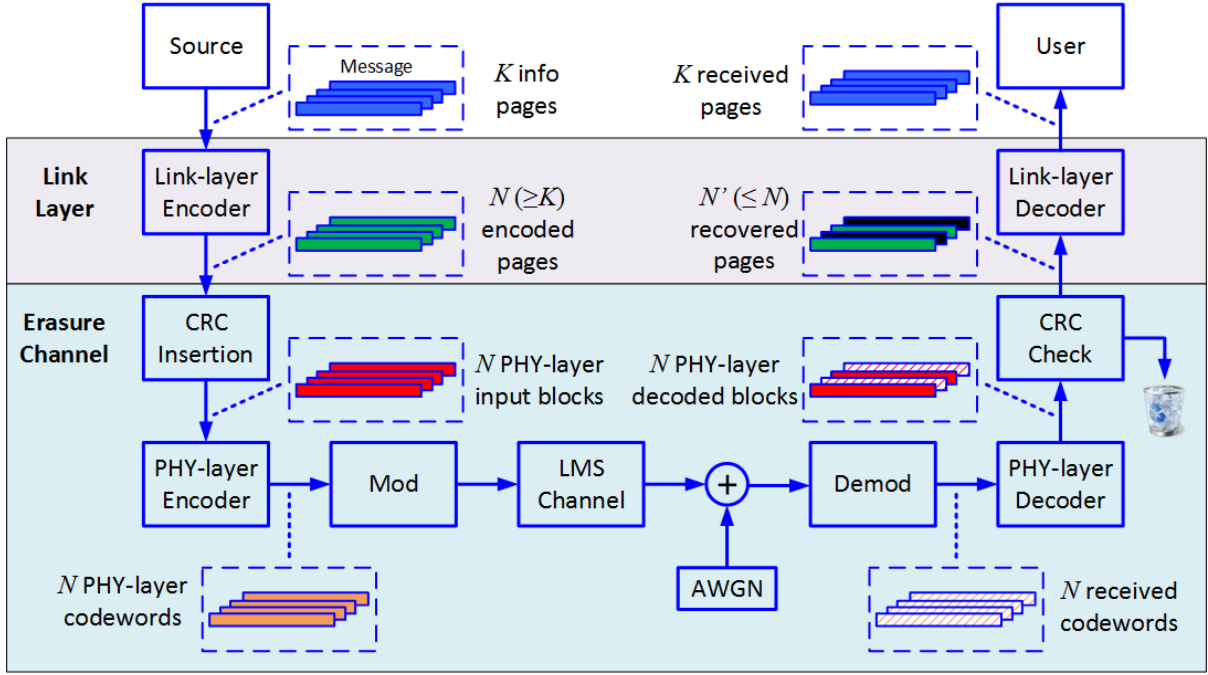 Source
Message
K info
pages
K received
pages
User
Link
Layer
Link-layer
Encoder
N (≥K)
encoded
pages
N’ (≤ N)
recovered
pages
Link-layer
Decoder
Erasure
Channel
CRC
Insertion
N PHY-layer
input blocks
N PHY-layer
decoded blocks
CRC
Check
PHY-layer
Encoder
Mod
LMS
Channel
+
Demod
PHY-layer
Decoder
AWGN
N PHY-layer
codewords
N received
codewords